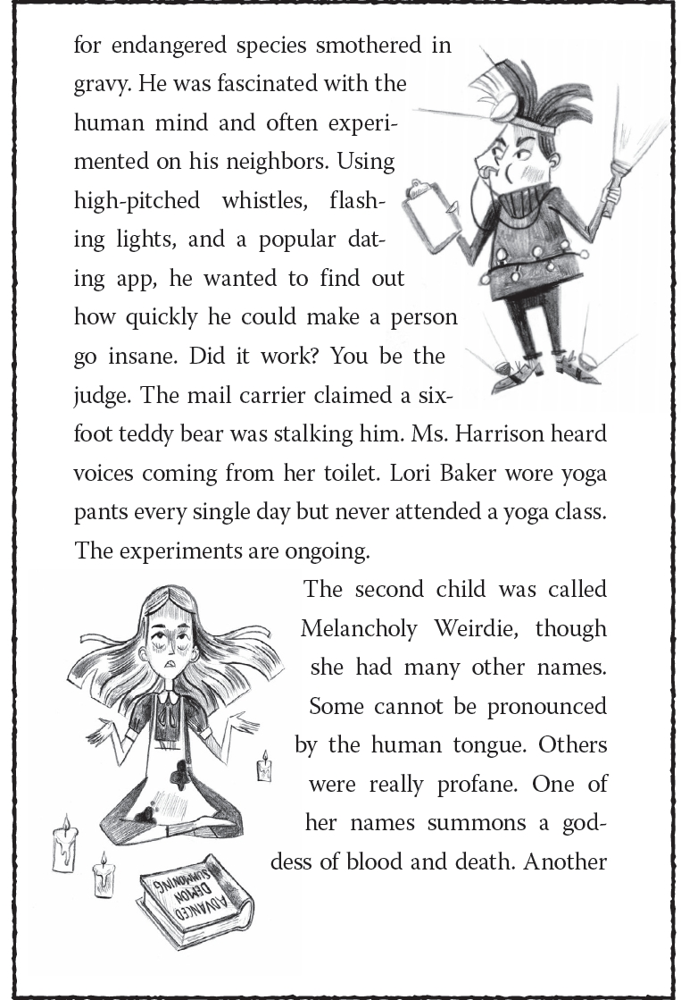 for endangered species smothered in
gravy. He was fascinated with the
human mind and often experi-
mented on his neighbors. Using
high-pitched whistles, flash-
ing lights, and a popular dat-
ing app, he wanted to find out
how quickly he could make a person
go insane. Did it work? You be the
judge. The mail carrier claimed a six-
foot teddy bear was stalking him. Ms. Harrison heard
voices coming from her toilet. Lori Baker wore yoga
pants every single day but never attended a yoga class.
The experiments are ongoing.
The second child was called
Melancholy Weirdie, though
she had many other names.
Some cannot be pronounced
by the human tongue. Others
were really profane. One of
her names summons a god-
dess of blood and death. Another
ADVANCED
DEMON
SUMMONING